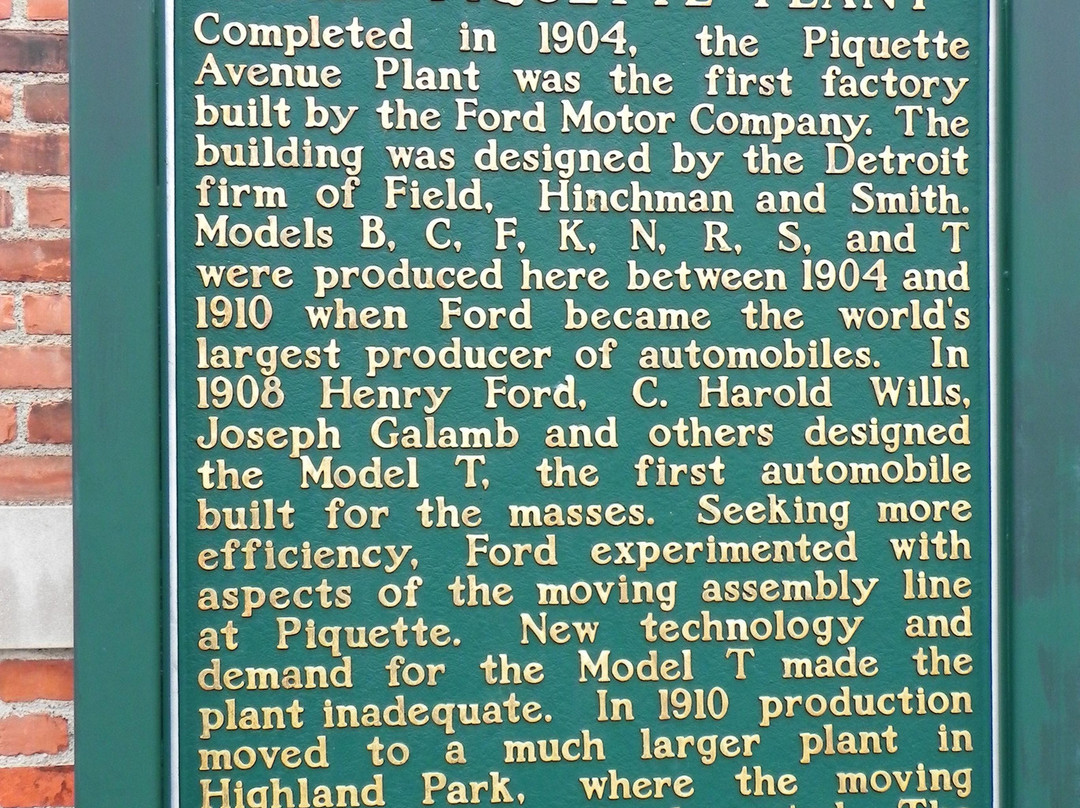 PIQUETTE PLANT
Completed in 1904, the Piquette
Avenue Plant was the first factory
built by the Ford Motor Company. The
building was designed by the Detroit
firm of Field, Hinchman and Smith.
Models B, C, F, K, N, R, S, and T
were produced here between 1904 and
1910 when Ford became the world's
largest producer of automobiles. In
1908 Henry Ford, C. Harold Wills,
Joseph Galamb and others designed
the Model T, the first automobile
built for the masses. Seeking more
efficiency, Ford experimented with
aspects of the moving assembly line
at Piquette. New technology and
demand for the Model T made the
plant inadequate. In 1910 production
moved to a much larger plant in
Highland Park, where the moving